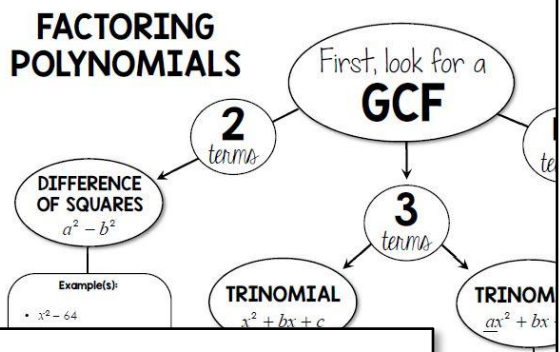 FACTORING
POLYNOMIALS
First, look for a
GCF
2
terms
DIFFERENCE
OF SQUARES
a² – b²
Example(s):
• x² – 64
3
terms
TRINOMIAL
x² + bx + c
ax² + bx